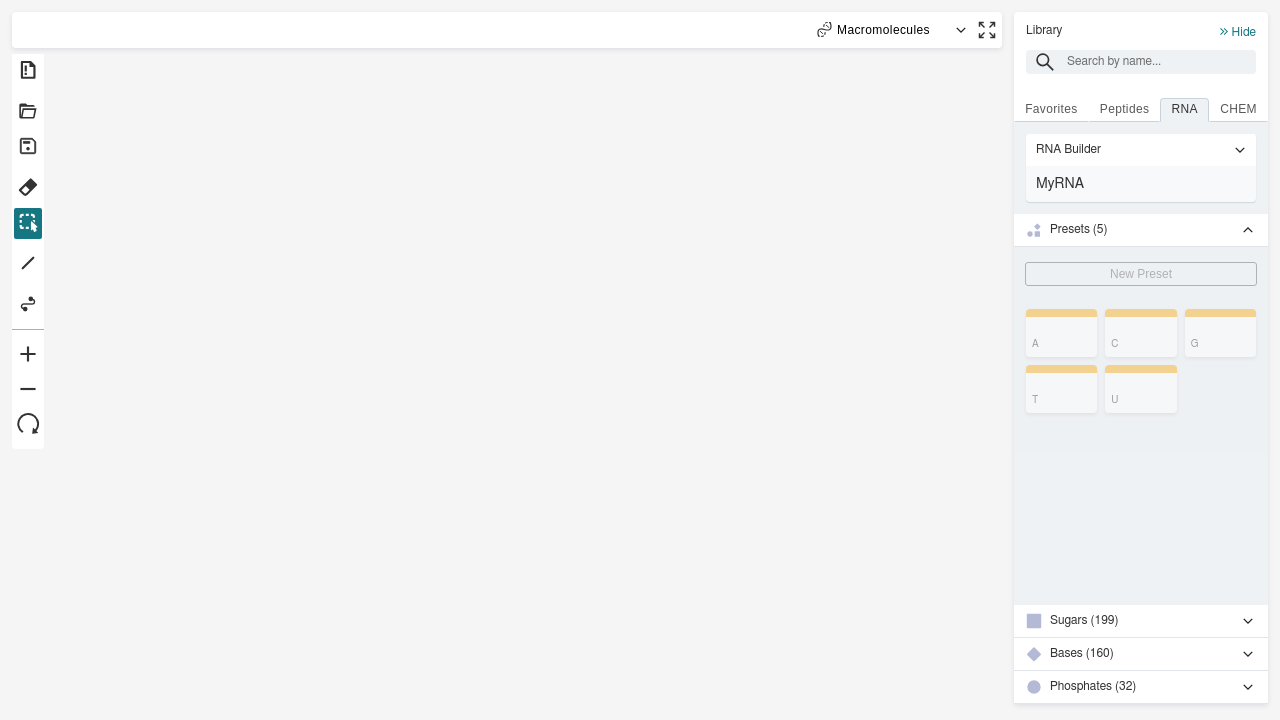 Macromolecules
Library
Hide
Search by name...
Favorites
Peptides
RNA
CHEM
RNA Builder
MyRNA
Presets (5)
New Preset
A
C
G
T
U
Sugars (199)
Bases (160)
Phosphates (32)